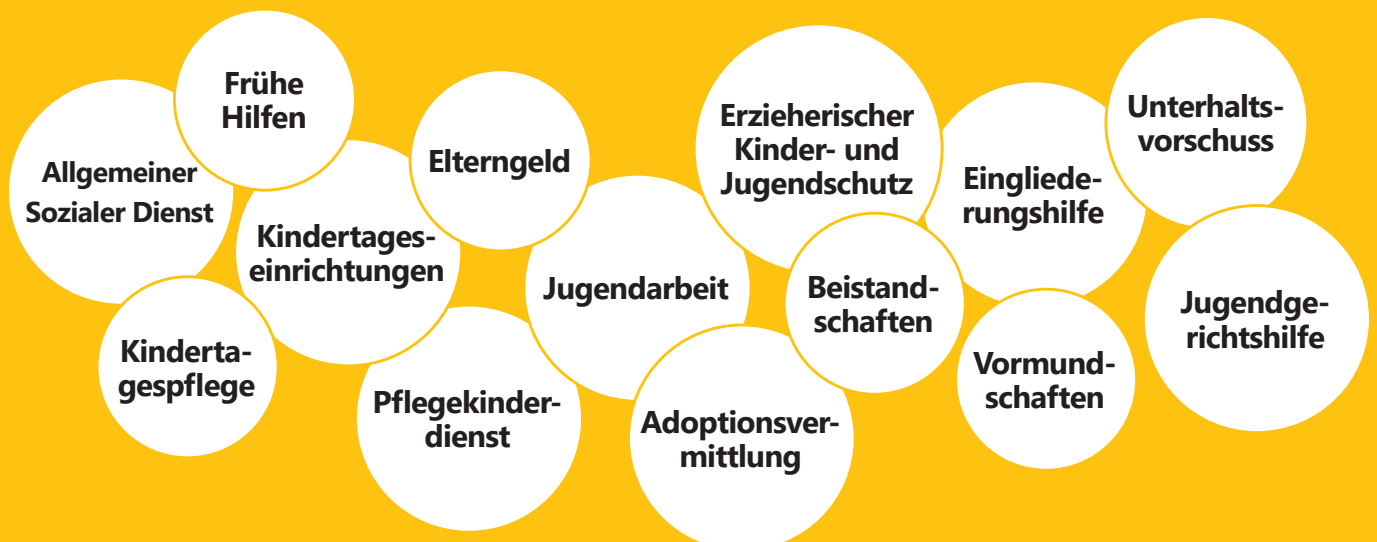 Frühe
Hilfen
Allgemeiner
Sozialer Dienst
Kindertages-
einrichtungen
Elterngeld
Kinderta-
gespflege
Pflegekinder-
dienst
Jugendarbeit
Adoptionsver-
mittlung
Erzieherischer
Kinder- und
Jugendschutz
Beistand-
schaften
Eingliede-
rungshilfe
Vormund-
schaften
Unterhalts-
vorschuss
Jugendge-
richtshilfe